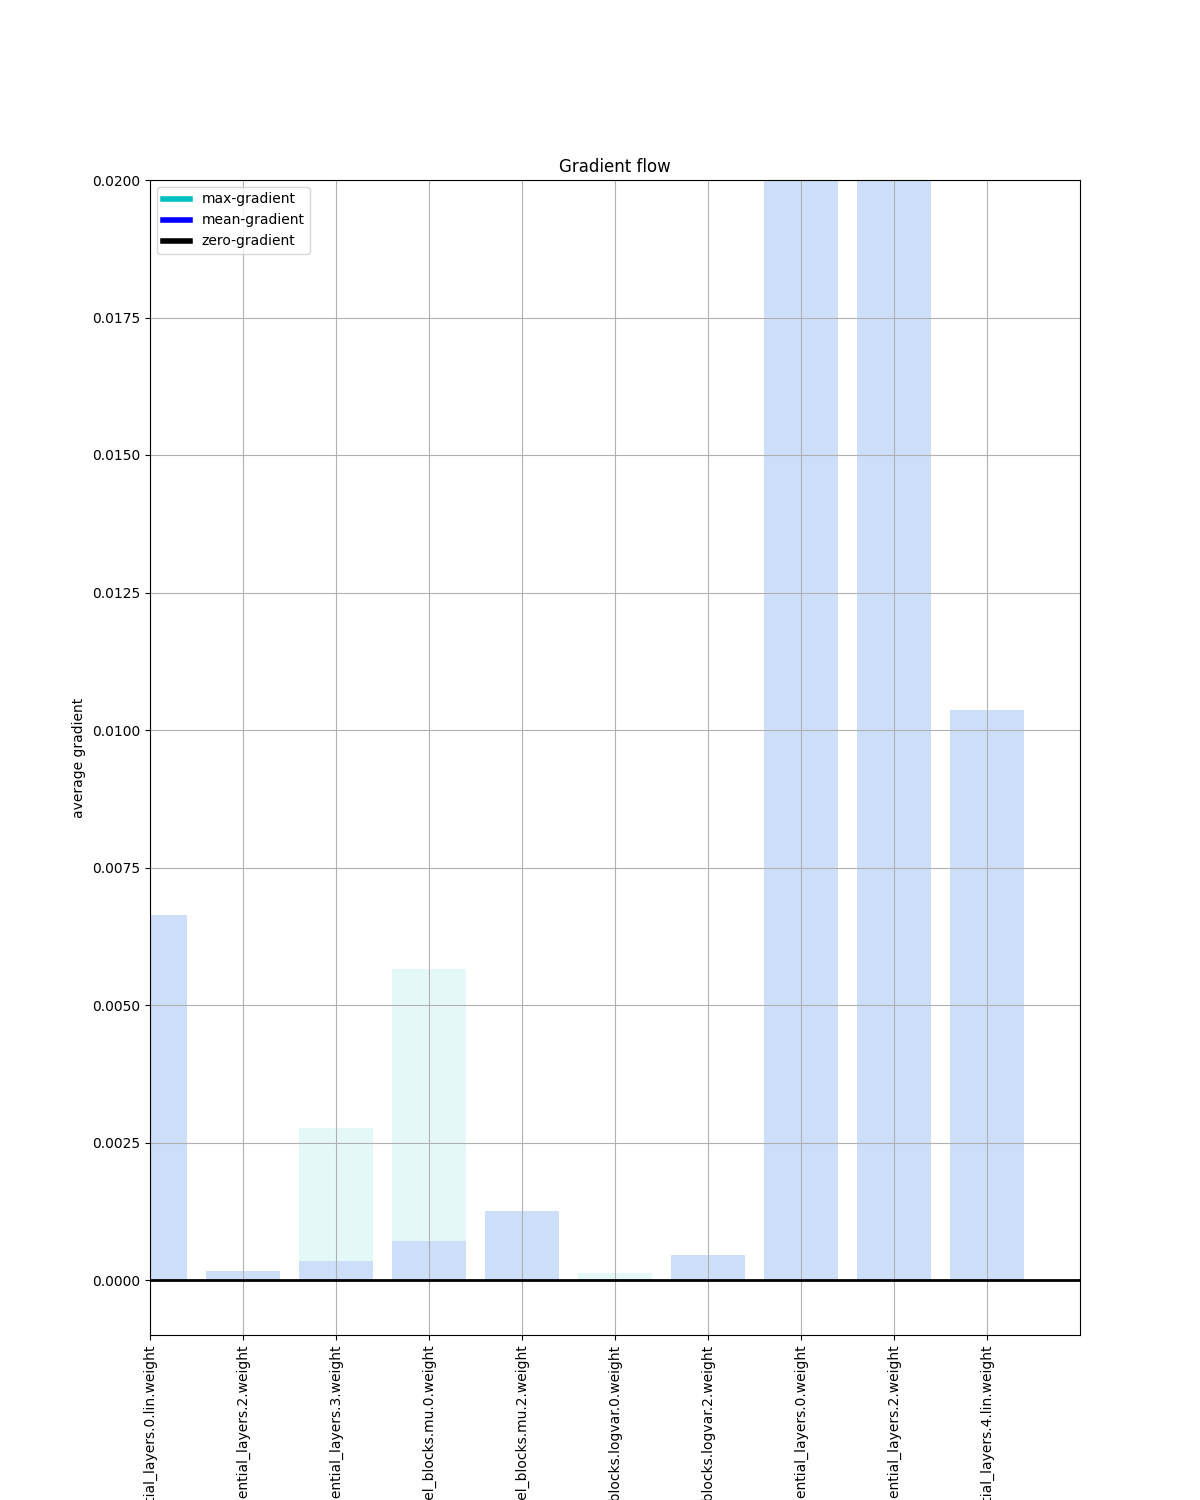 Gradient flow
max-gradient
mean-gradient
zero-gradient
0.0200
0.0175
0.0150
0.0125
0.0100
0.0075
0.0050
0.0025
0.0000
average gradient
tial_layers.0.lin.weight
ential_layers.2.weight
ential_layers.3.weight
el_blocks.mu.0.weight
el_blocks.mu.2.weight
blocks.logvar.0.weight
blocks.logvar.2.weight
ential_layers.0.weight
ential_layers.2.weight
tial_layers.4.lin.weight